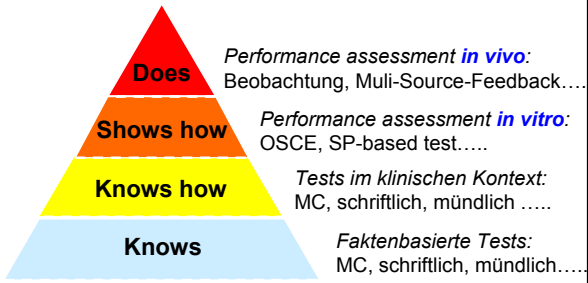 Does
Performance assessment in vivo:
Beobachtung, Muli-Source-Feedback….
Shows how
Performance assessment in vitro:
OSCE, SP-based test…..
Knows how
Tests im klinischen Kontext:
MC, schriftlich, mündlich …..
Knows
Faktenbasierte Tests:
MC, schriftlich, mündlich…..